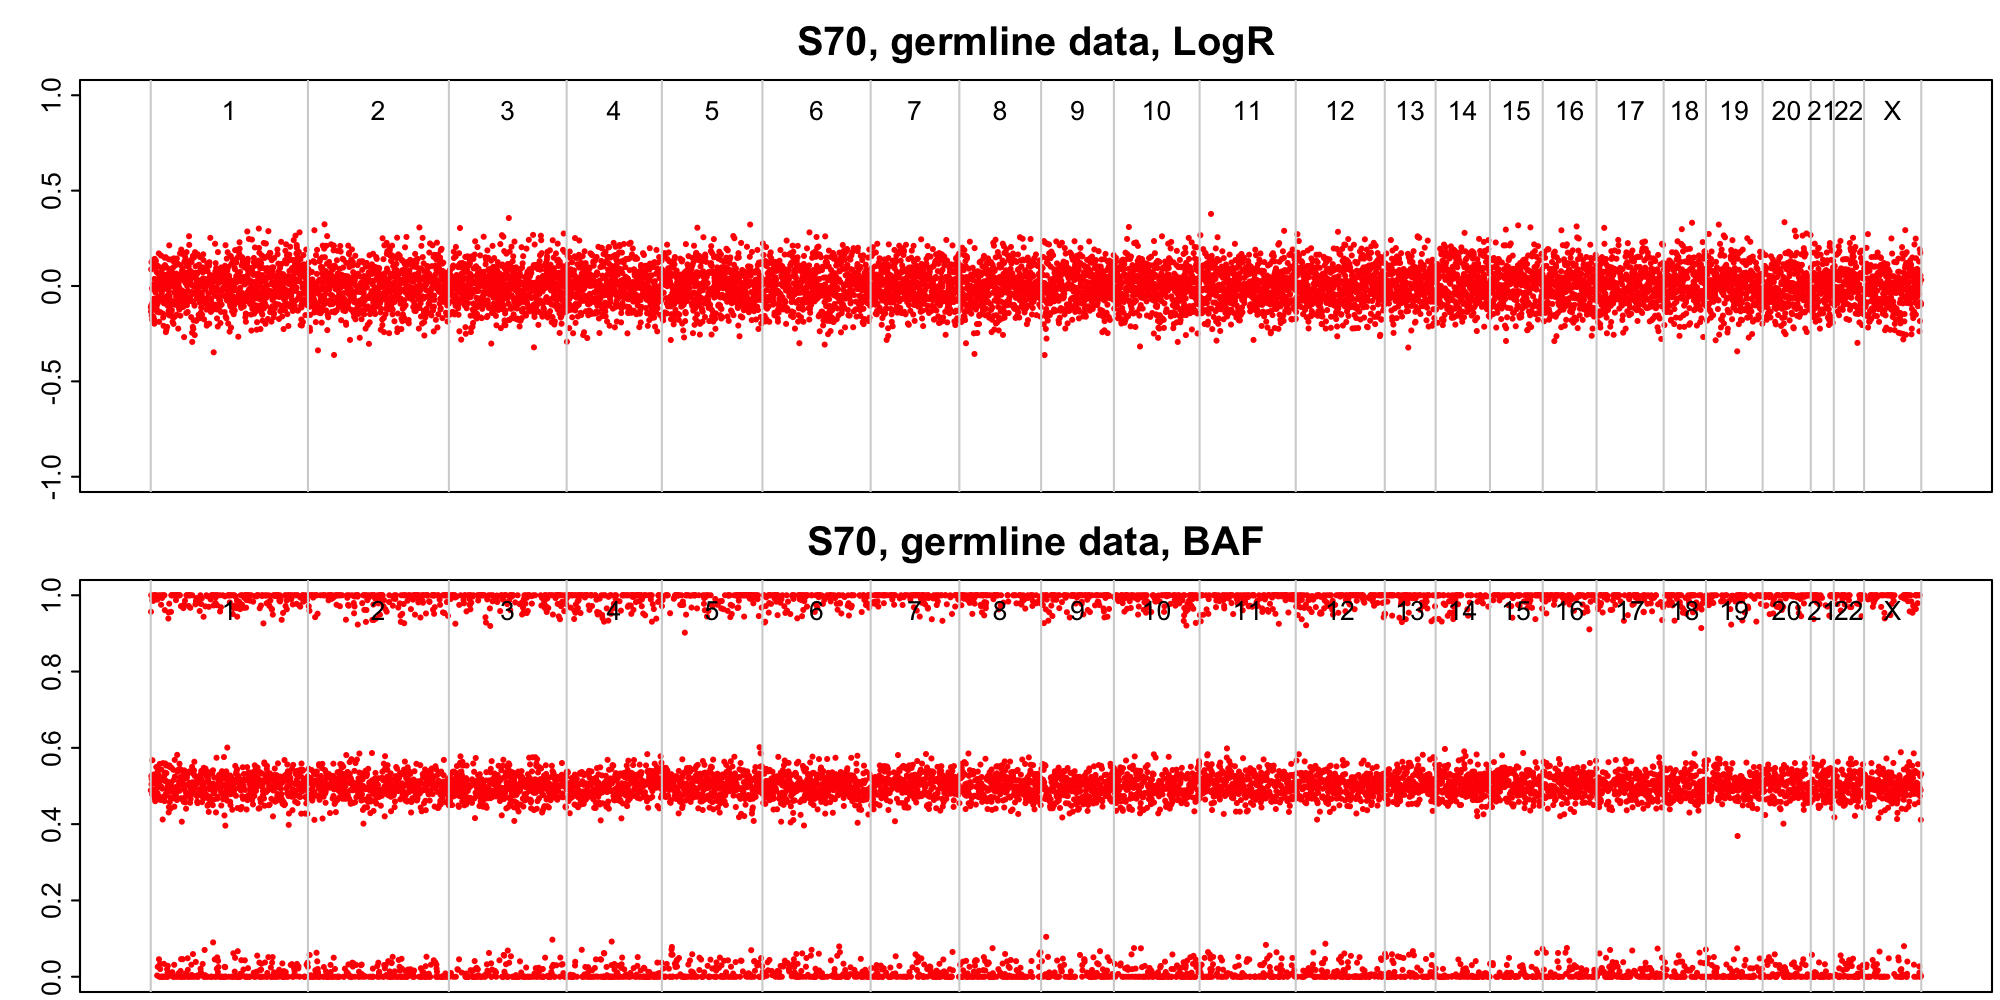 S70, germline data, LogR
1.0
0.5
0.0
-0.5
-1.0
1 2 3 4 5 6 7 8 9 10 11 12 13 14 15 16 17 18 19 20 21 22 X
S70, germline data, BAF
1.0
0.8
0.6
0.4
0.2
0.0
1 2 3 4 5 6 7 8 9 10 11 12 13 14 15 16 17 18 19 20 21 22 X